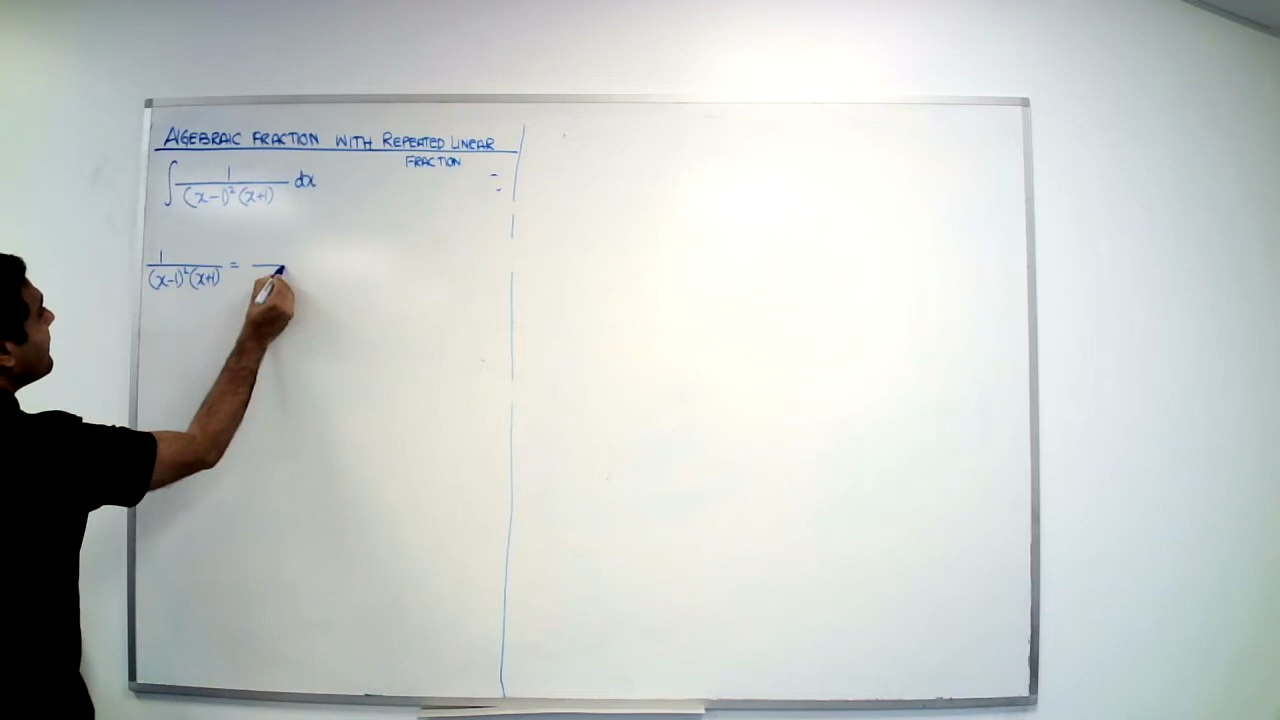 ALGEBRAIC FRACTION WITH REPEATED LINEAR
FRACTION
∫ 1/((x-1)²(x+1)) dx
1/((x-1)²(x+1)) =